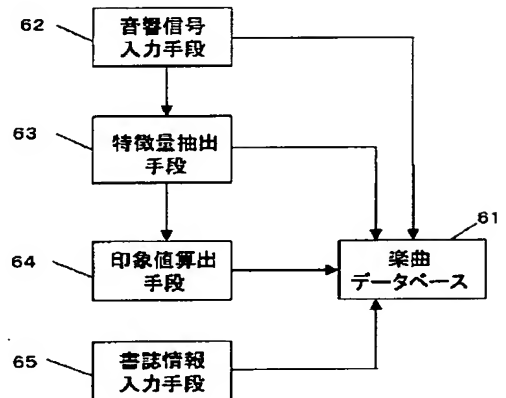 62
音響信号
入力手段
63
特徴量抽出
手段
61
楽曲
データベース
64
印象値算出
手段
65
書誌情報
入力手段